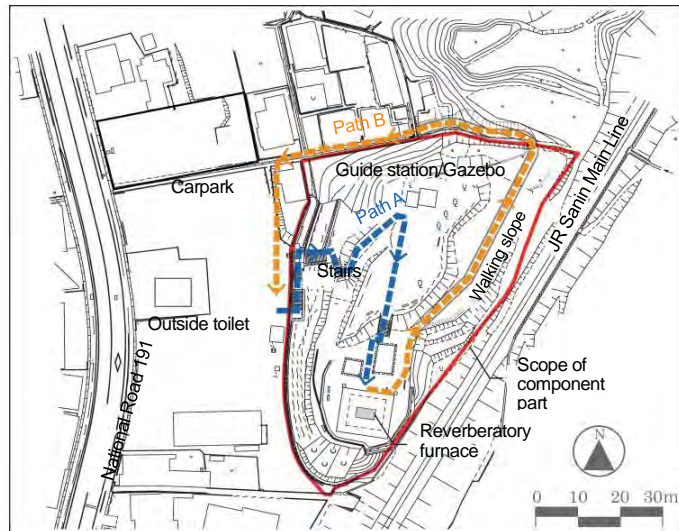 Path B
Guide station/Gazebo
Carpark
Path A
JR Sanin Main Line
Walking slope
Stairs
Outside toilet
National Road 191
Scope of
component
part
Reverberatory
furnace
N
0 10 20 30m